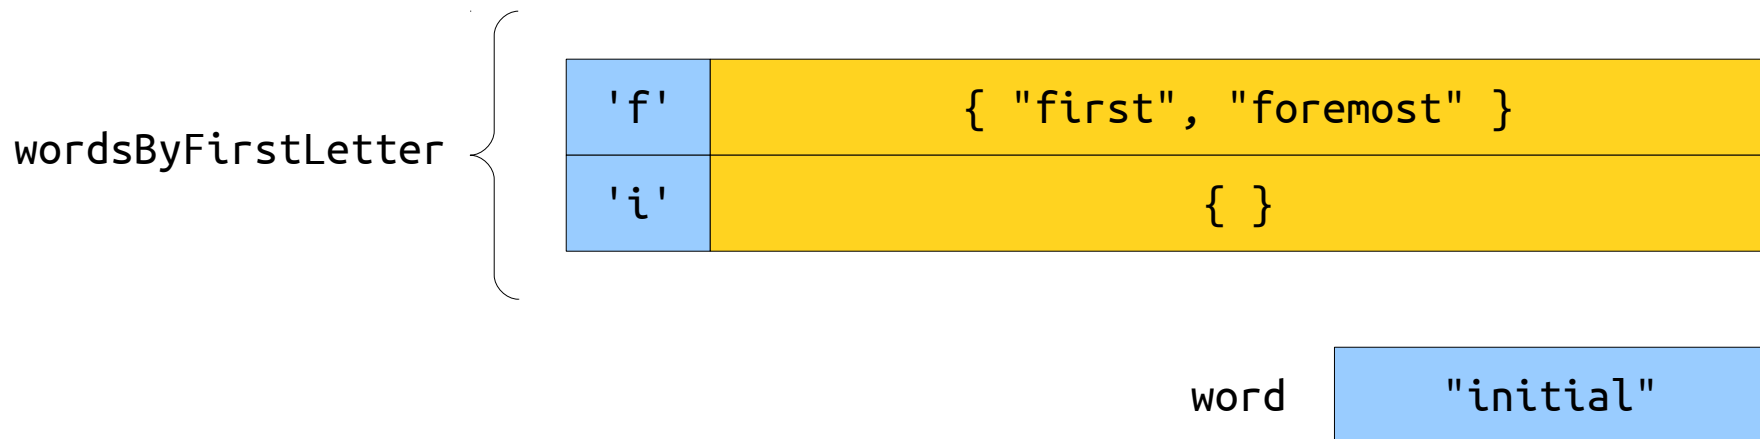 'f' { "first", "foremost" }
wordsByFirstLetter
'i' { }
word "initial"